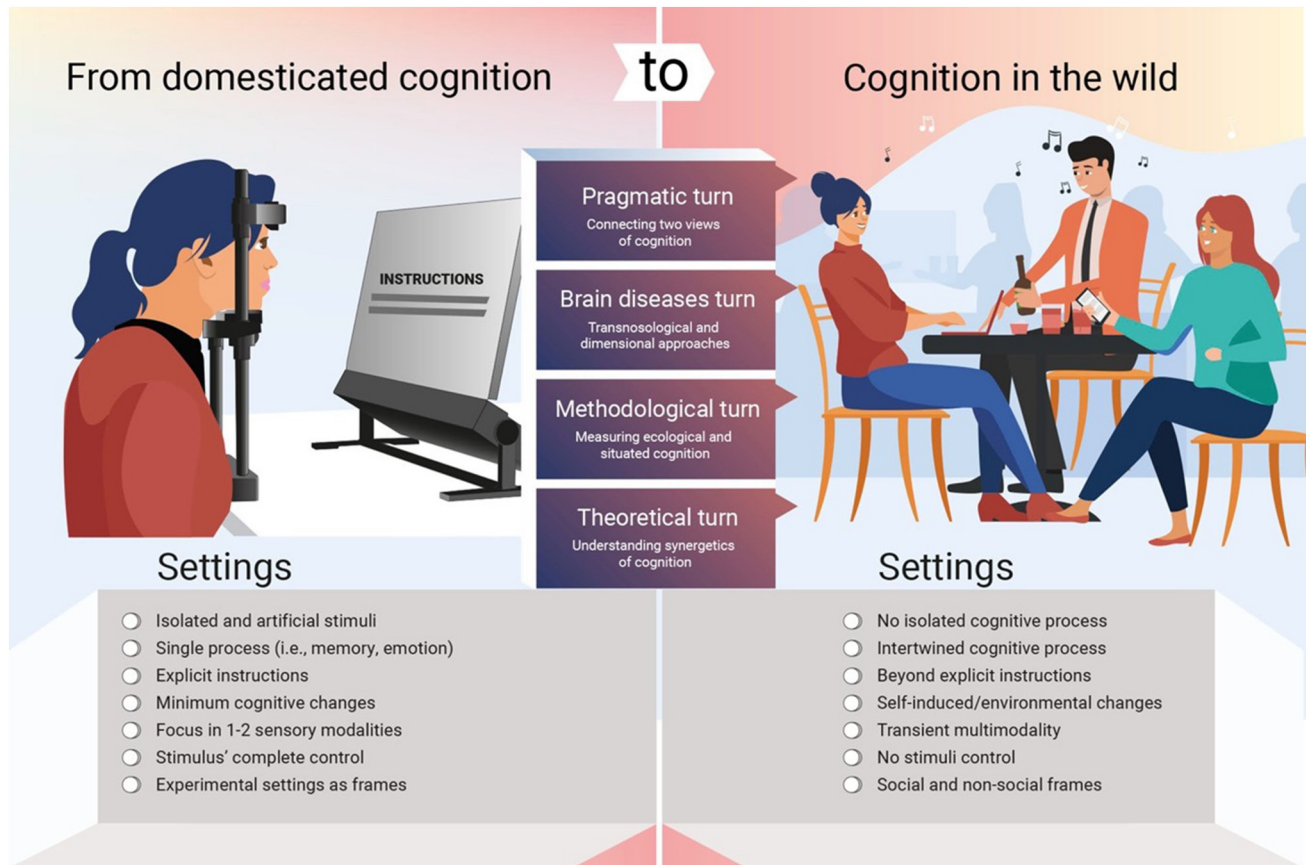 From domesticated cognition
to
Cognition in the wild
INSTRUCTIONS
Pragmatic turn
Connecting two views
of cognition
Brain diseases turn
Transnosological and
dimensional approaches
Methodological turn
Measuring ecological and
situated cognition
Theoretical turn
Understanding synergetics
of cognition
Settings
Isolated and artificial stimuli
Single process (i.e., memory, emotion)
Explicit instructions
Minimum cognitive changes
Focus in 1-2 sensory modalities
Stimulus’ complete control
Experimental settings as frames
Settings
No isolated cognitive process
Intertwined cognitive process
Beyond explicit instructions
Self-induced/environmental changes
Transient multimodality
No stimuli control
Social and non-social frames